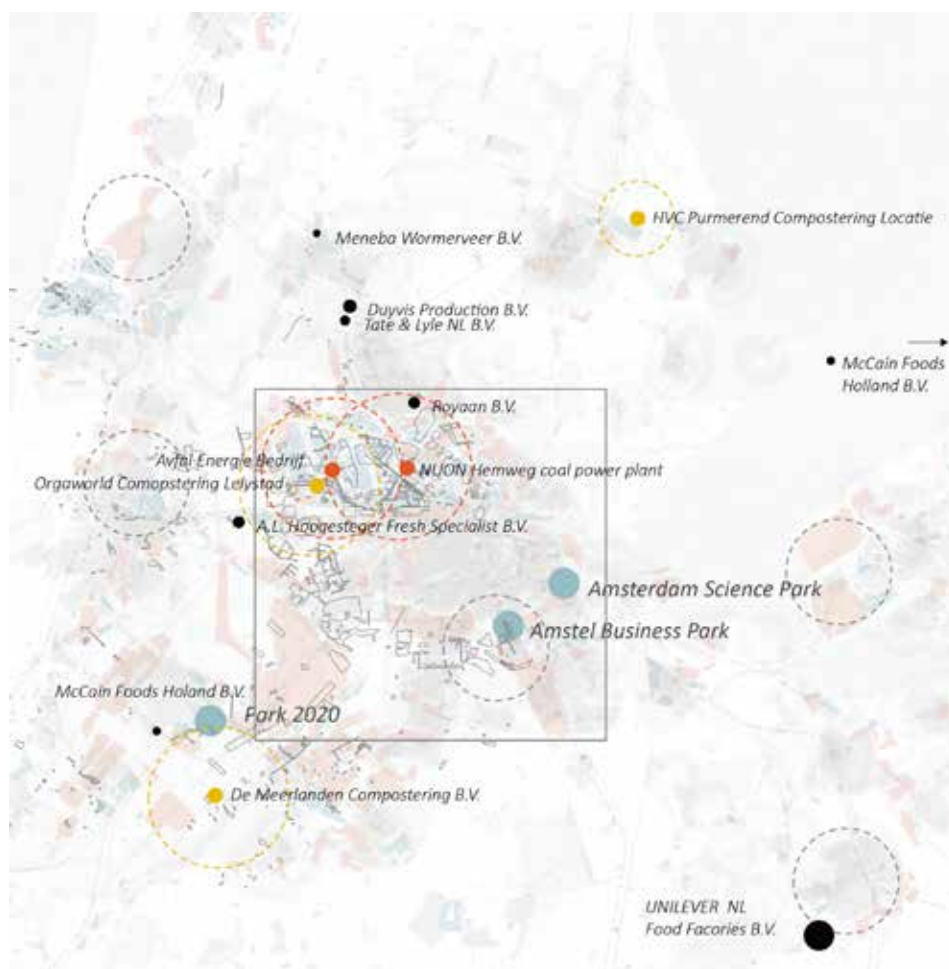 HVC Purmerend Compostering Locatie
Meneba Wormerveer B.V.
Duyvis Production B.V.
Tate & Lyle NL B.V.
McCain Foods
Holland B.V.
Royaan B.V.
Avfal Energie Bedrijf
NUON Hemweg coal power plant
Orgaworld Comopstering Lelystad
A.L. Hoogesteger Fresh Specialist B.V.
Amsterdam Science Park
Amstel Business Park
McCain Foods Holand B.V.
Park 2020
De Meerlanden Compostering B.V.
UNILEVER NL
Food Facories B.V.